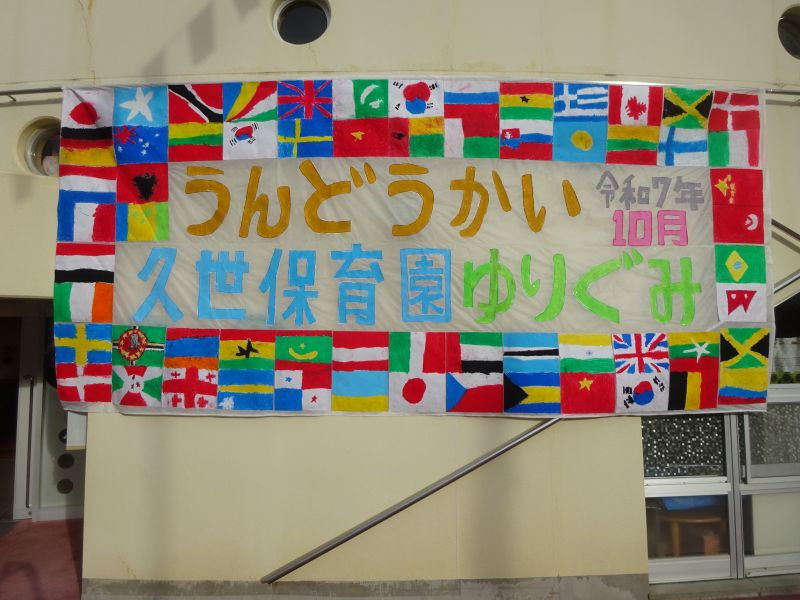 うんどうかい
令和7年
10月
久世保育園ゆりぐみ